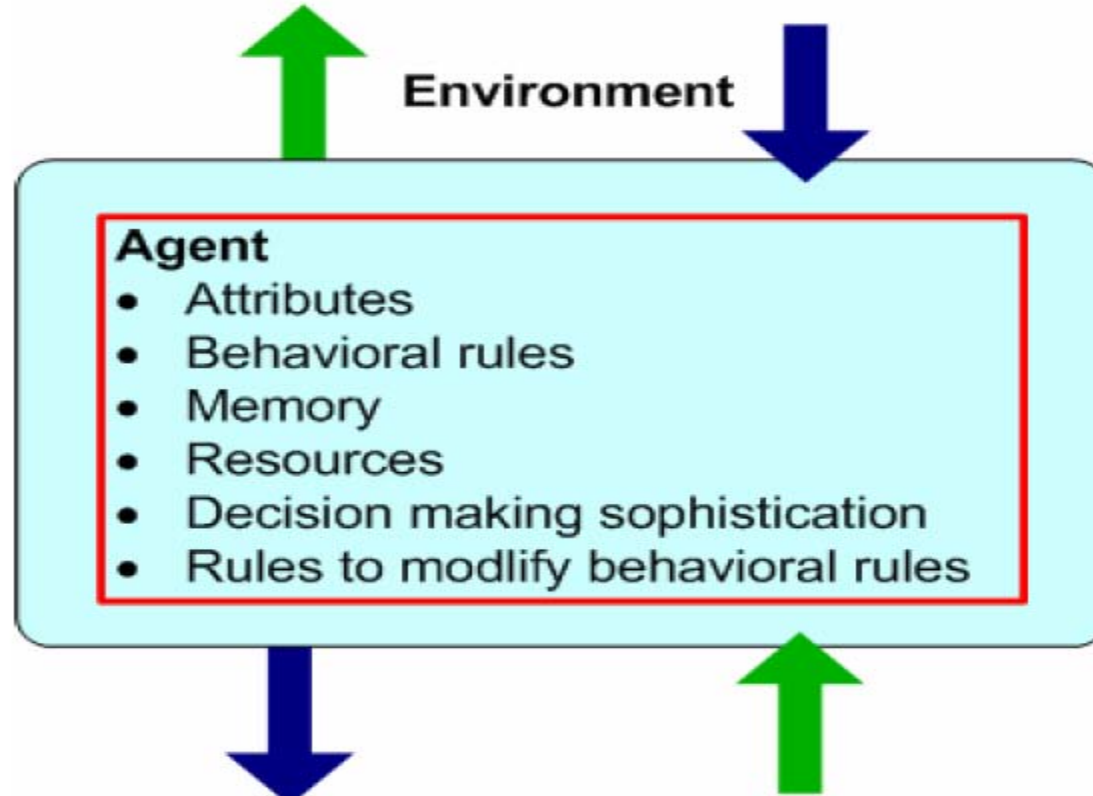 Environment
Agent
• Attributes
• Behavioral rules
• Memory
• Resources
• Decision making sophistication
• Rules to modlify behavioral rules